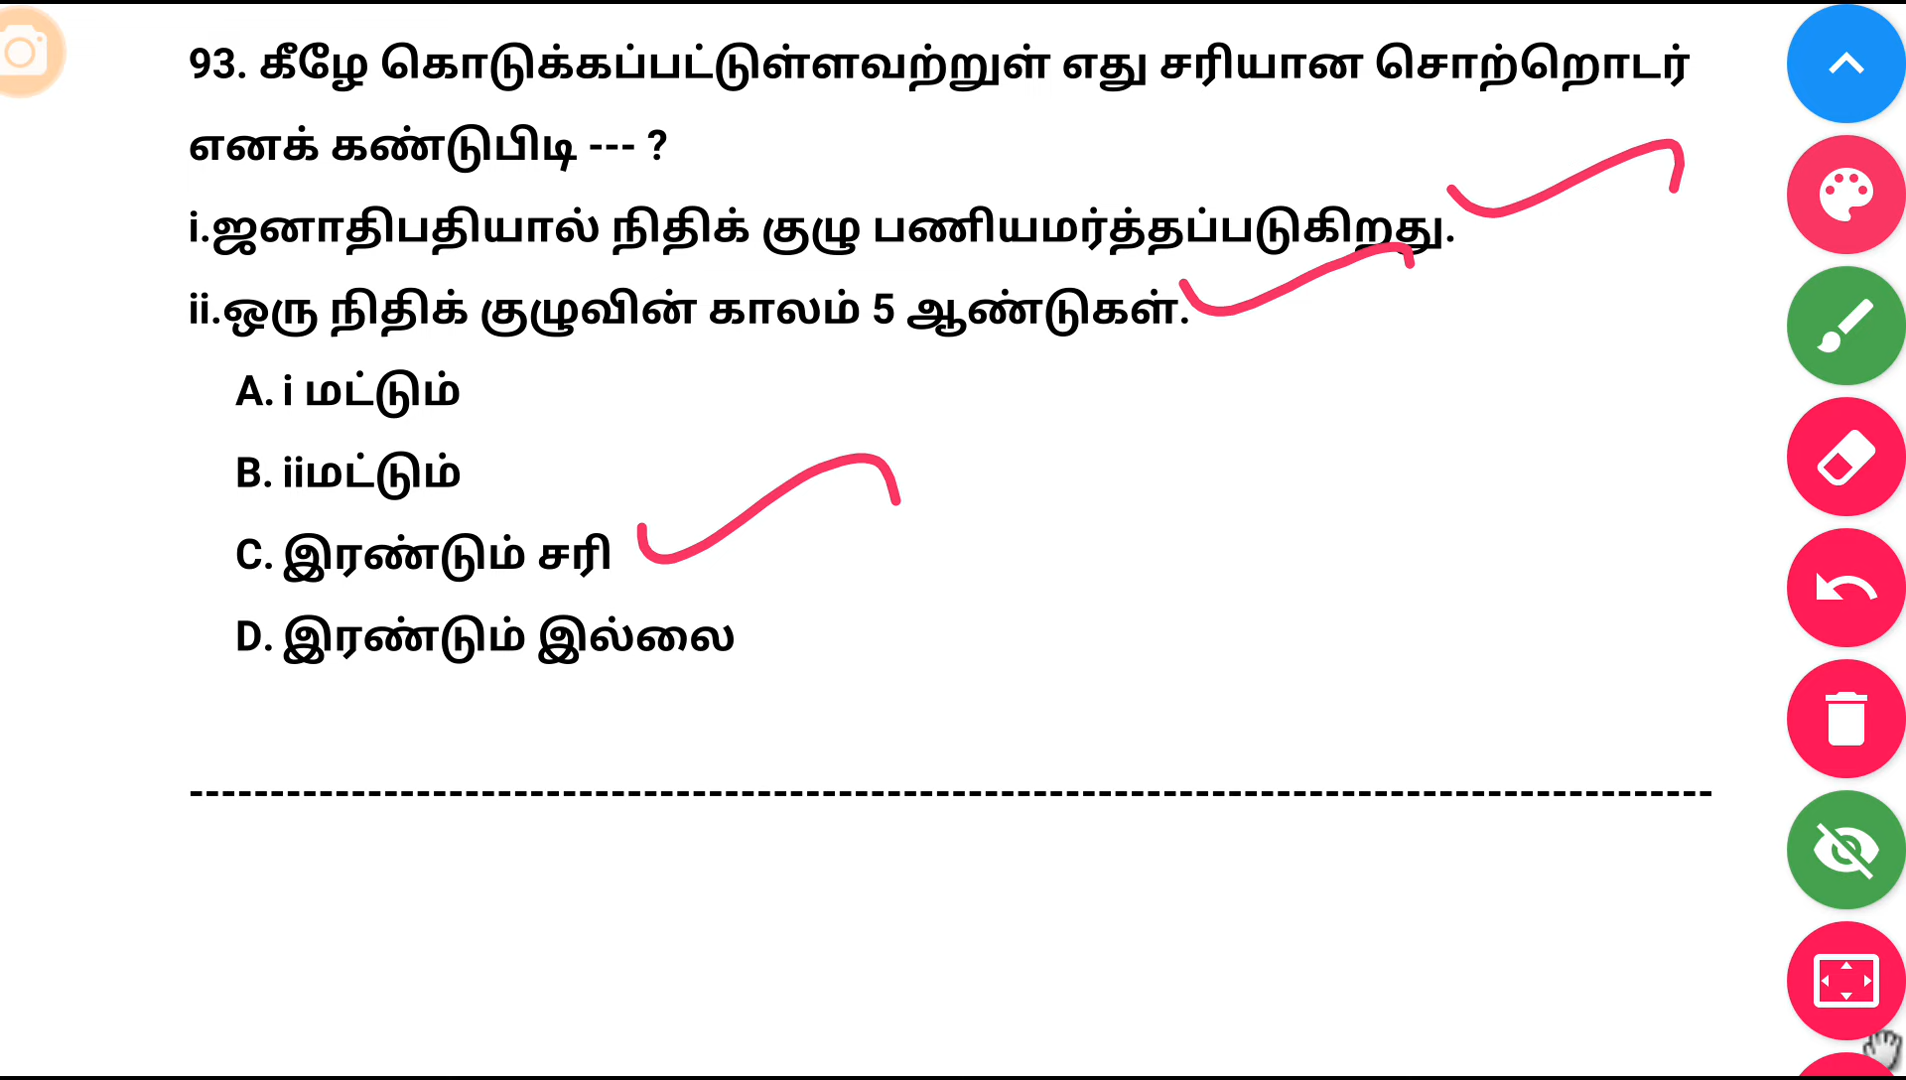 93. கீழே கொடுக்கப்பட்டுள்ளவற்றுள் எது சரியான சொற்றொடர்
எனக் கண்டுபிடி --- ?
i.ஜனாதிபதியால் நிதிக் குழு பணியமர்த்தப்படுகிறது.
ii.ஒரு நிதிக் குழுவின் காலம் 5 ஆண்டுகள்.
A. i மட்டும்
B. iiமட்டும்
C. இரண்டும் சரி
D. இரண்டும் இல்லை